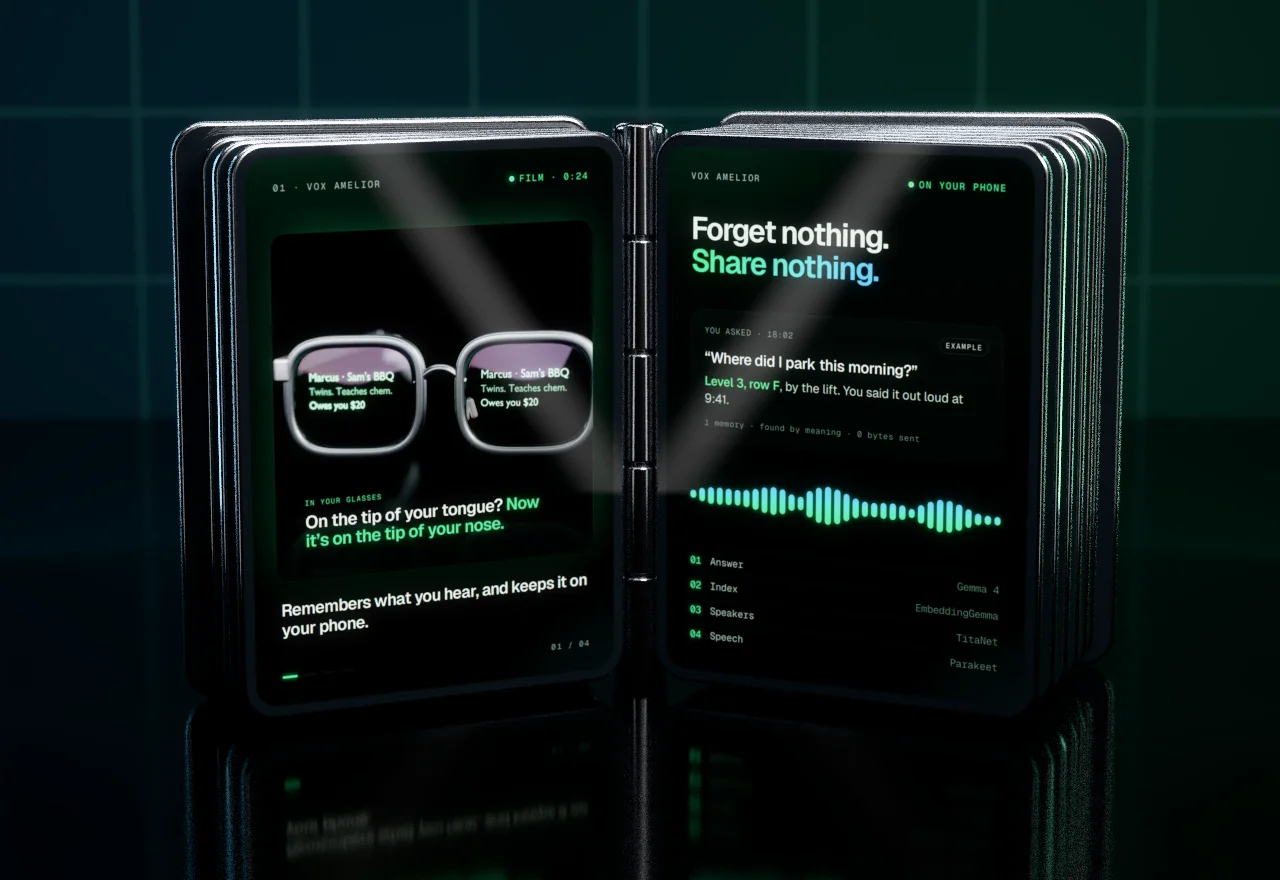 01 · VOX AMELIOR
FILM · 0:24
Marcus · Sam's BBQ
Twins. Teaches chem.
Owes you $20
Marcus · Sam's BBQ
Twins. Teaches chem.
Owes you $20
IN YOUR GLASSES
On the tip of your tongue? Now
it's on the tip of your nose.
Remembers what you hear, and keeps it on
your phone.
01 / 04
VOX AMELIOR
ON YOUR PHONE
Forget nothing.
Share nothing.
YOU ASKED · 18:02
EXAMPLE
“Where did I park this morning?”
Level 3, row F, by the lift. You said it out loud at
9:41.
1 memory · found by meaning · 0 bytes sent
01 Answer
Gemma 4
02 Index
EmbeddingGemma
03 Speakers
TitaNet
04 Speech
Parakeet